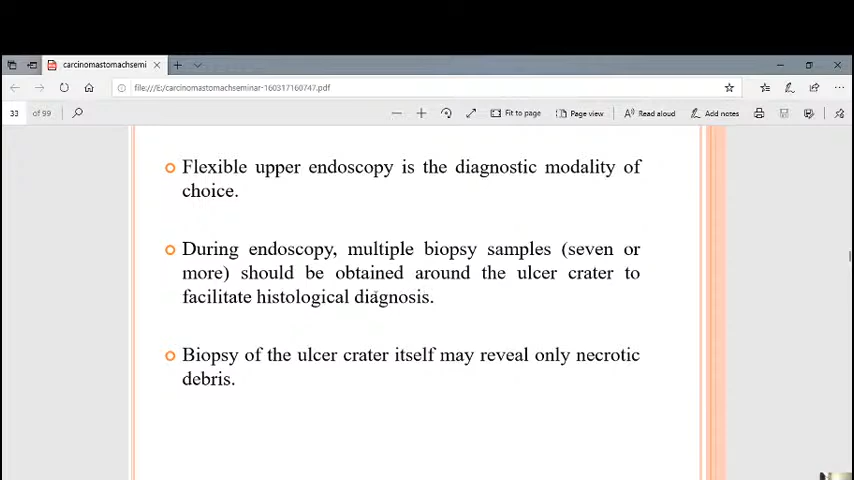 carcinomastomachsemi
file:///E:/carcinomastomachseminar-160317160747.pdf
33 of 99
Fit to page
Page view
Read aloud
Add notes
Flexible upper endoscopy is the diagnostic modality of
choice.
During endoscopy, multiple biopsy samples (seven or
more) should be obtained around the ulcer crater to
facilitate histological diagnosis.
Biopsy of the ulcer crater itself may reveal only necrotic
debris.